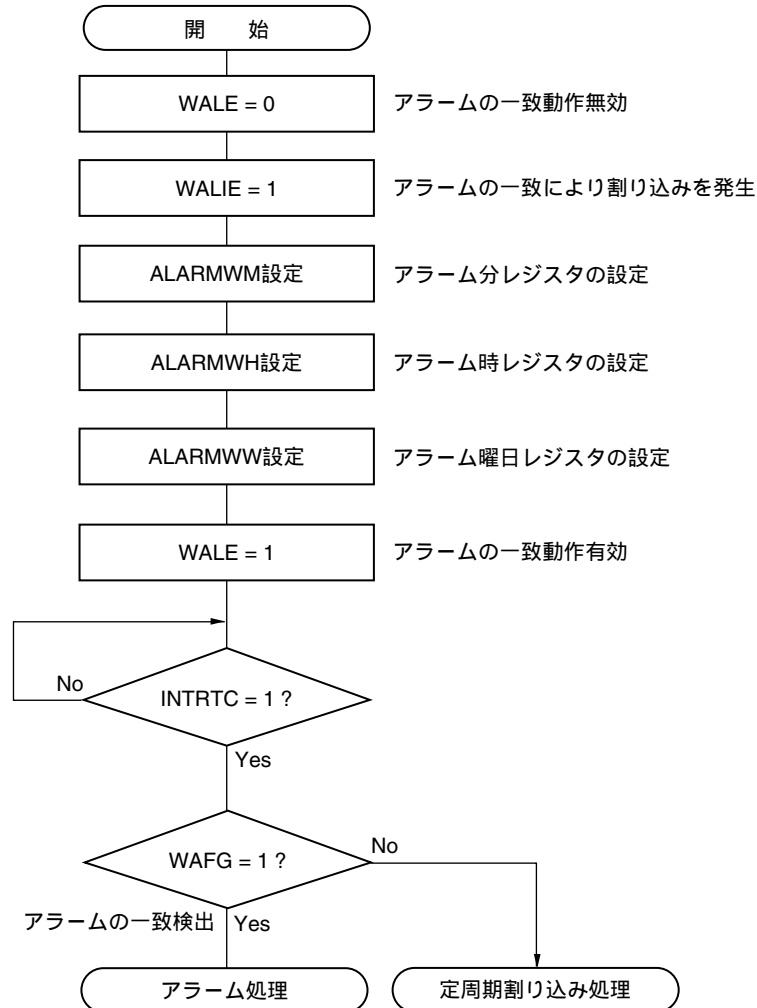 開　　始
WALE = 0
アラームの一致動作無効
WALIE = 1
アラームの一致により割り込みを発生
ALARMWM設定
アラーム分レジスタの設定
ALARMWH設定
アラーム時レジスタの設定
ALARMWW設定
アラーム曜日レジスタの設定
WALE = 1
アラームの一致動作有効
No
INTRTC = 1 ?
Yes
WAFG = 1 ?
No
アラームの一致検出
Yes
アラーム処理
定周期割り込み処理